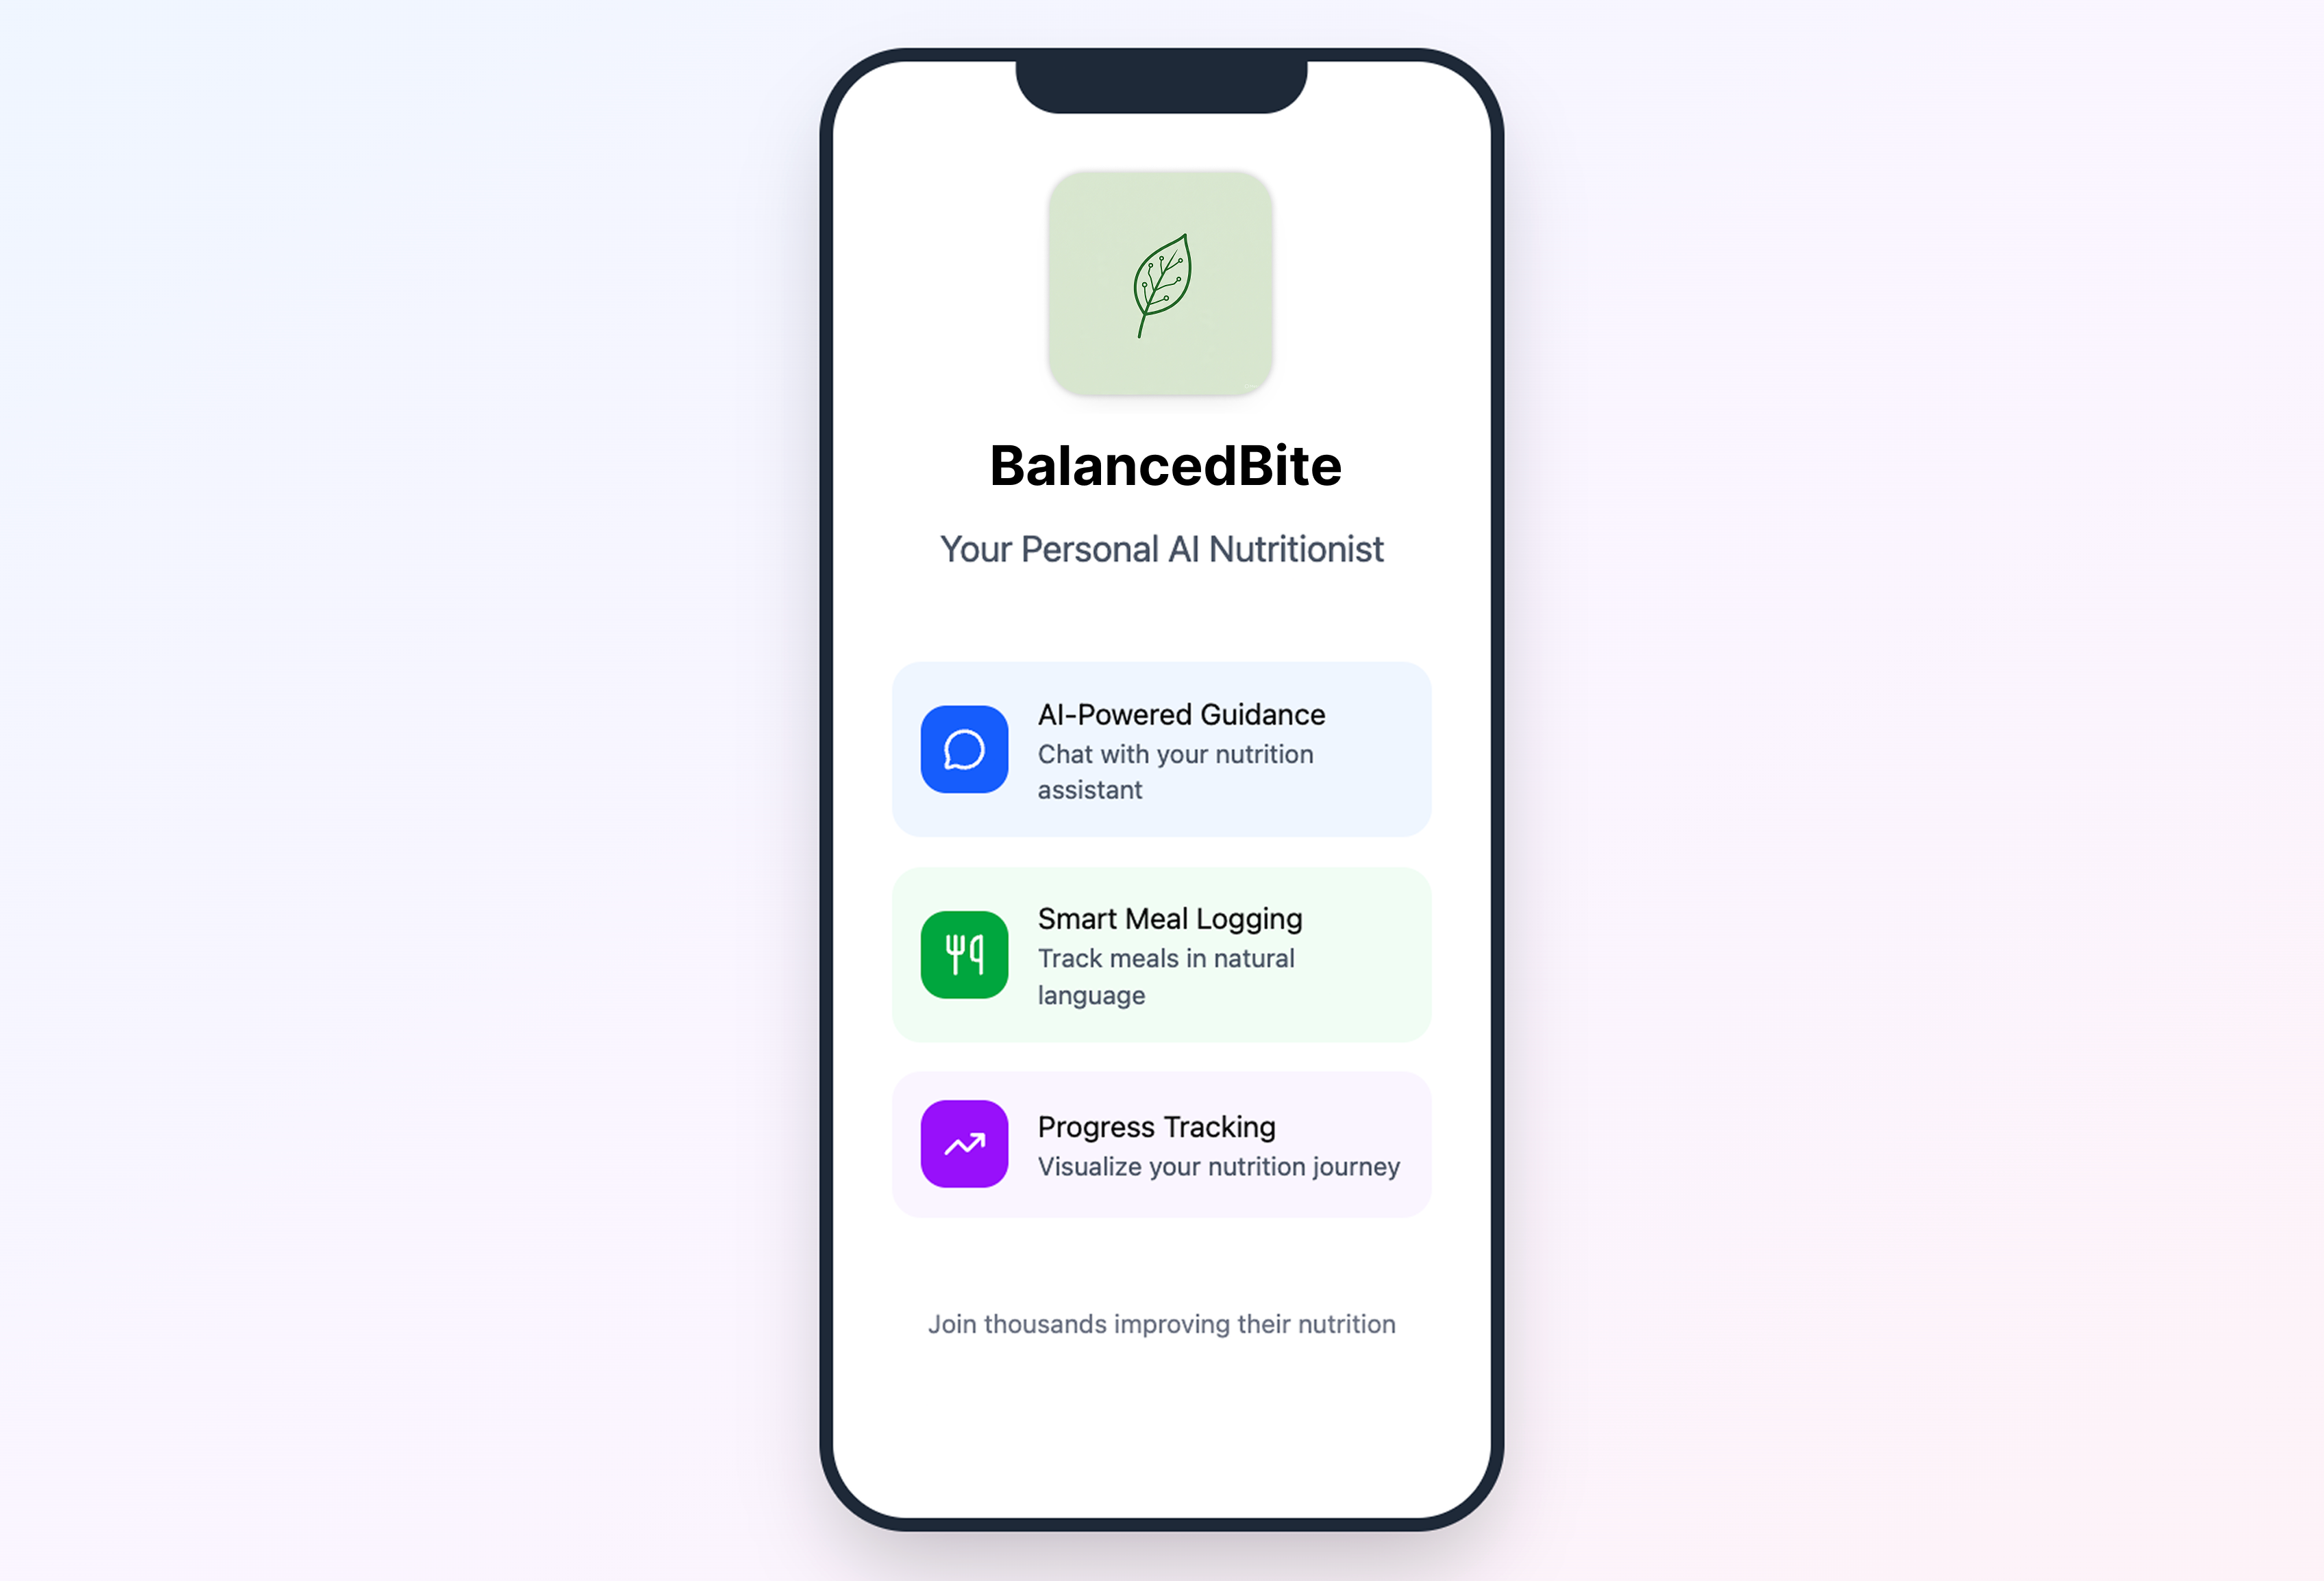 BalancedBite
Your Personal AI Nutritionist
AI-Powered Guidance
Chat with your nutrition
assistant
Smart Meal Logging
Track meals in natural
language
Progress Tracking
Visualize your nutrition journey
Join thousands improving their nutrition